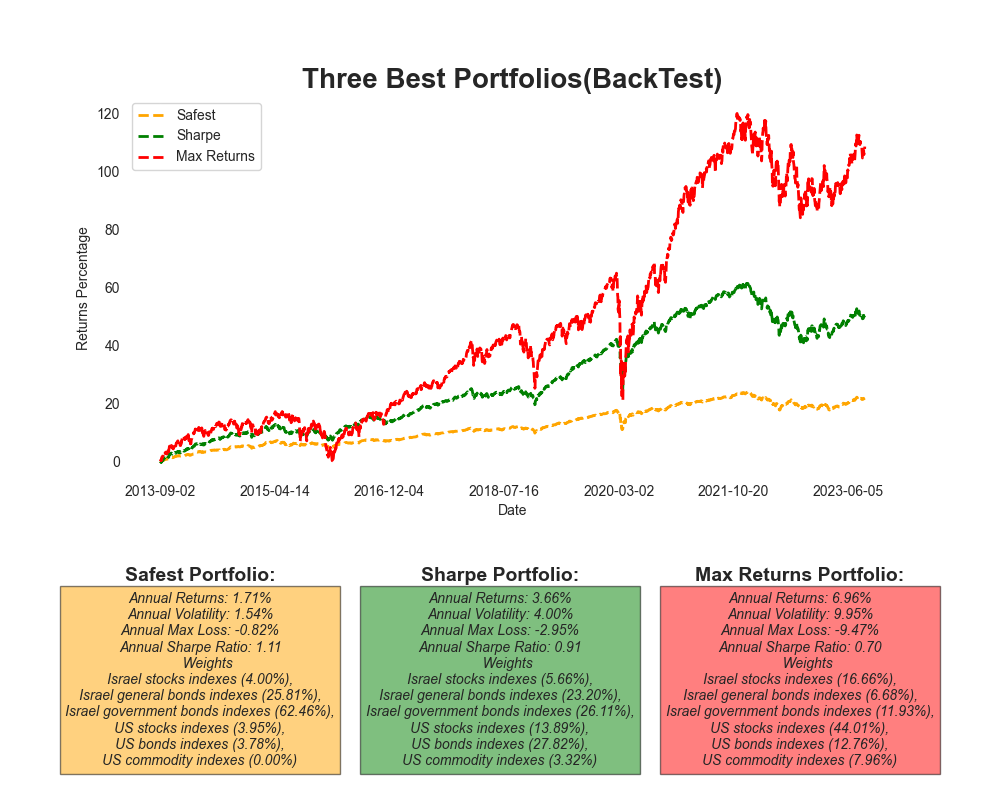 Three Best Portfolios(BackTest)
Safest
Sharpe
Max Returns
120
100
80
60
40
20
0
Returns Percentage
2013-09-02
2015-04-14
2016-12-04
2018-07-16
2020-03-02
2021-10-20
2023-06-05
Date
Safest Portfolio:
Annual Returns: 1.71%
Annual Volatility: 1.54%
Annual Max Loss: -0.82%
Annual Sharpe Ratio: 1.11
Weights
Israel stocks indexes (4.00%),
Israel general bonds indexes (25.81%),
Israel government bonds indexes (62.46%),
US stocks indexes (3.95%),
US bonds indexes (3.78%),
US commodity indexes (0.00%)
Sharpe Portfolio:
Annual Returns: 3.66%
Annual Volatility: 4.00%
Annual Max Loss: -2.95%
Annual Sharpe Ratio: 0.91
Weights
Israel stocks indexes (5.66%),
Israel general bonds indexes (23.20%),
Israel government bonds indexes (26.11%),
US stocks indexes (13.89%),
US bonds indexes (27.82%),
US commodity indexes (3.32%)
Max Returns Portfolio:
Annual Returns: 6.96%
Annual Volatility: 9.95%
Annual Max Loss: -9.47%
Annual Sharpe Ratio: 0.70
Weights
Israel stocks indexes (16.66%),
Israel general bonds indexes (6.68%),
Israel government bonds indexes (11.93%),
US stocks indexes (44.01%),
US bonds indexes (12.76%),
US commodity indexes (7.96%)